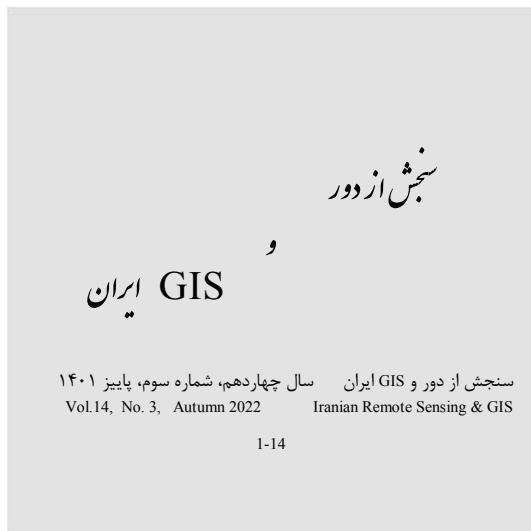 سنجش از دور
و
GIS ایران
سنجش از دور و GIS ایران سال چهاردهم، شماره سوم، پاییز ۱۴۰۱
Vol.14, No. 3, Autumn 2022 Iranian Remote Sensing & GIS
1-14